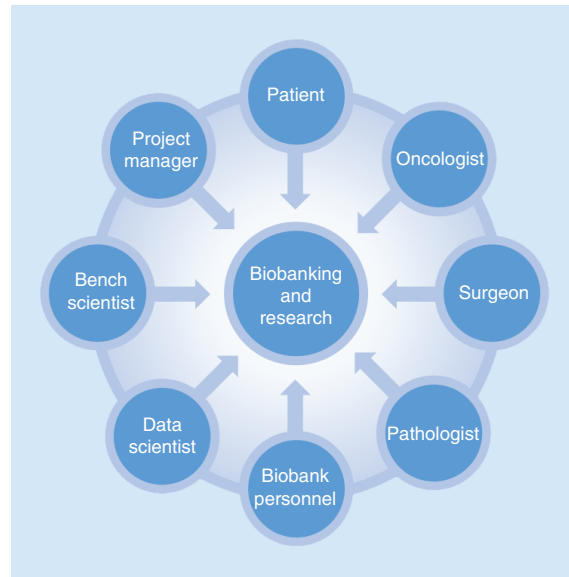 Patient
Oncologist
Surgeon
Pathologist
Biobank
personnel
Data
scientist
Bench
scientist
Project
manager
Biobanking
and
research